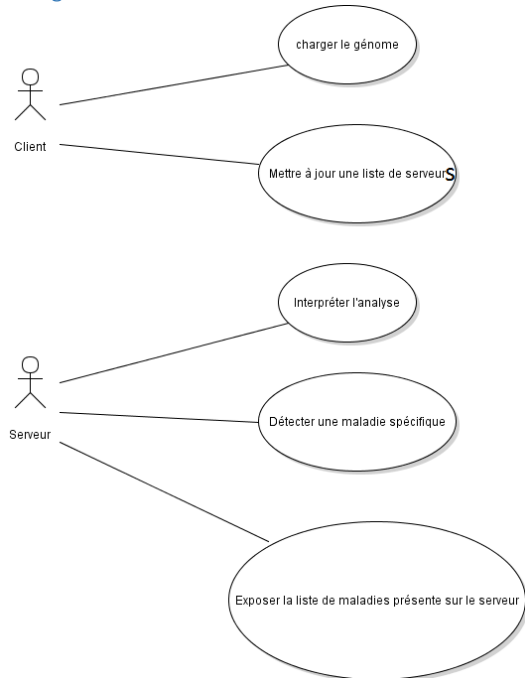 charger le génome
Client
Mettre à jour une liste de serveurs
Interpréter l'analyse
Serveur
Détecter une maladie spécifique
Exposer la liste de maladies présente sur le serveur